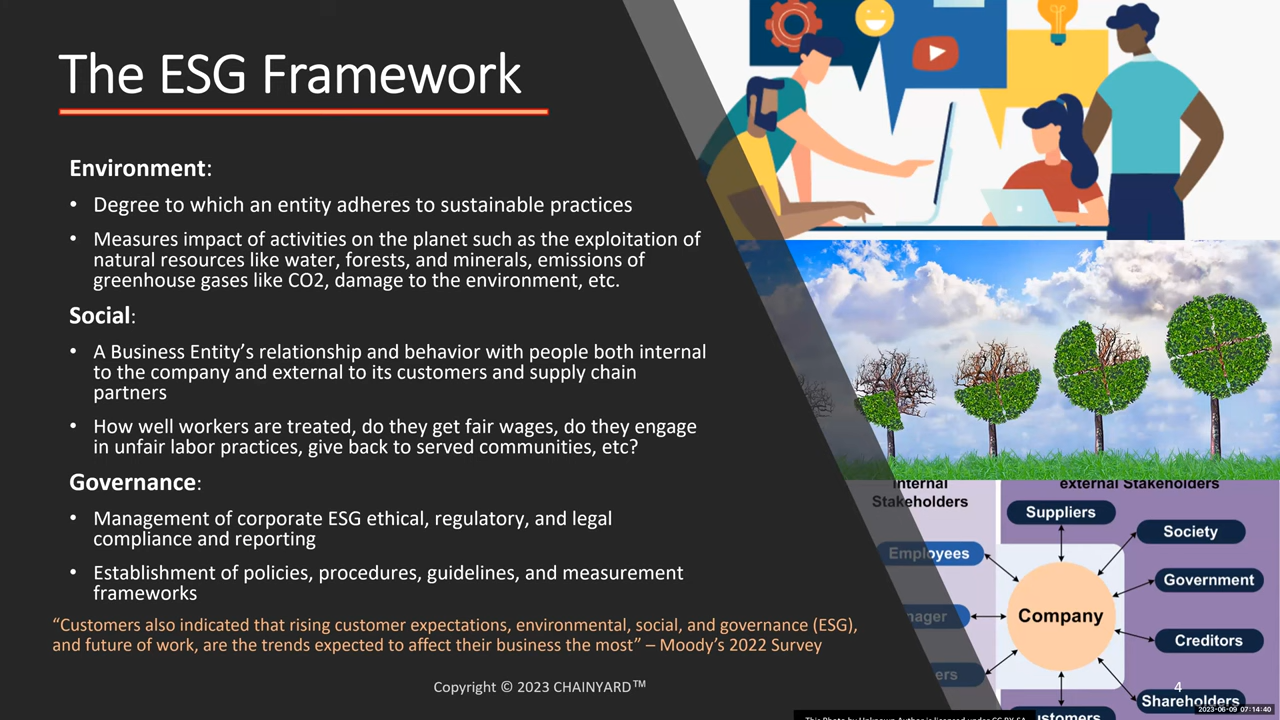 The ESG Framework
Environment:
• Degree to which an entity adheres to sustainable practices
• Measures impact of activities on the planet such as the exploitation of
natural resources like water, forests, and minerals, emissions of
greenhouse gases like CO2, damage to the environment, etc.
Social:
• A Business Entity’s relationship and behavior with people both internal
to the company and external to its customers and supply chain
partners
• How well workers are treated, do they get fair wages, do they engage
in unfair labor practices, give back to served communities, etc?
Governance:
• Management of corporate ESG ethical, regulatory, and legal
compliance and reporting
• Establishment of policies, procedures, guidelines, and measurement
frameworks
“Customers also indicated that rising customer expectations, environmental, social, and governance (ESG),
and future of work, are the trends expected to affect their business the most” – Moody’s 2022 Survey
Copyright © 2023 CHAINYARD™
Internal
Stakeholders
Employees
external Stakeholders
Suppliers
Society
Government
Company
Creditors
Shareholders
4
2023-06-09 07:14:40